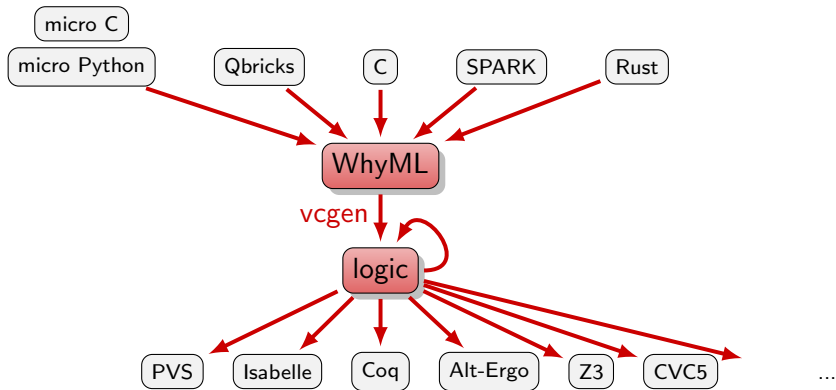 micro C
micro Python
Qbricks
C
SPARK
Rust
WhyML
vcgen
logic
PVS
Isabelle
Coq
Alt-Ergo
Z3
CVC5
...